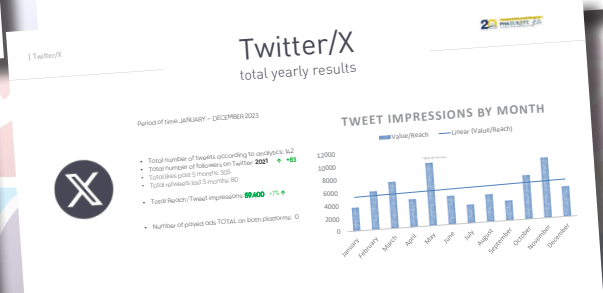 | Twitter/X
Twitter/X
total yearly results
Period of time JANUARY – DECEMBER 2023
• Total number of tweets according to analytics: 142
• Total number of followers on Twitter: 2021 ↑ +83
• Total likes past 5 months: 305
• Total retweets last 5 months: 80
• Total Reach/Tweet impressions: 59.400 +7% ↑
• Number of payed ads TOTAL on both platforms: 0
TWEET IMPRESSIONS BY MONTH
Value/Reach
Linear (Value/Reach)
12000
10000
8000
6000
4000
2000
0
January
February
March
April
May
June
July
August
September
October
November
December